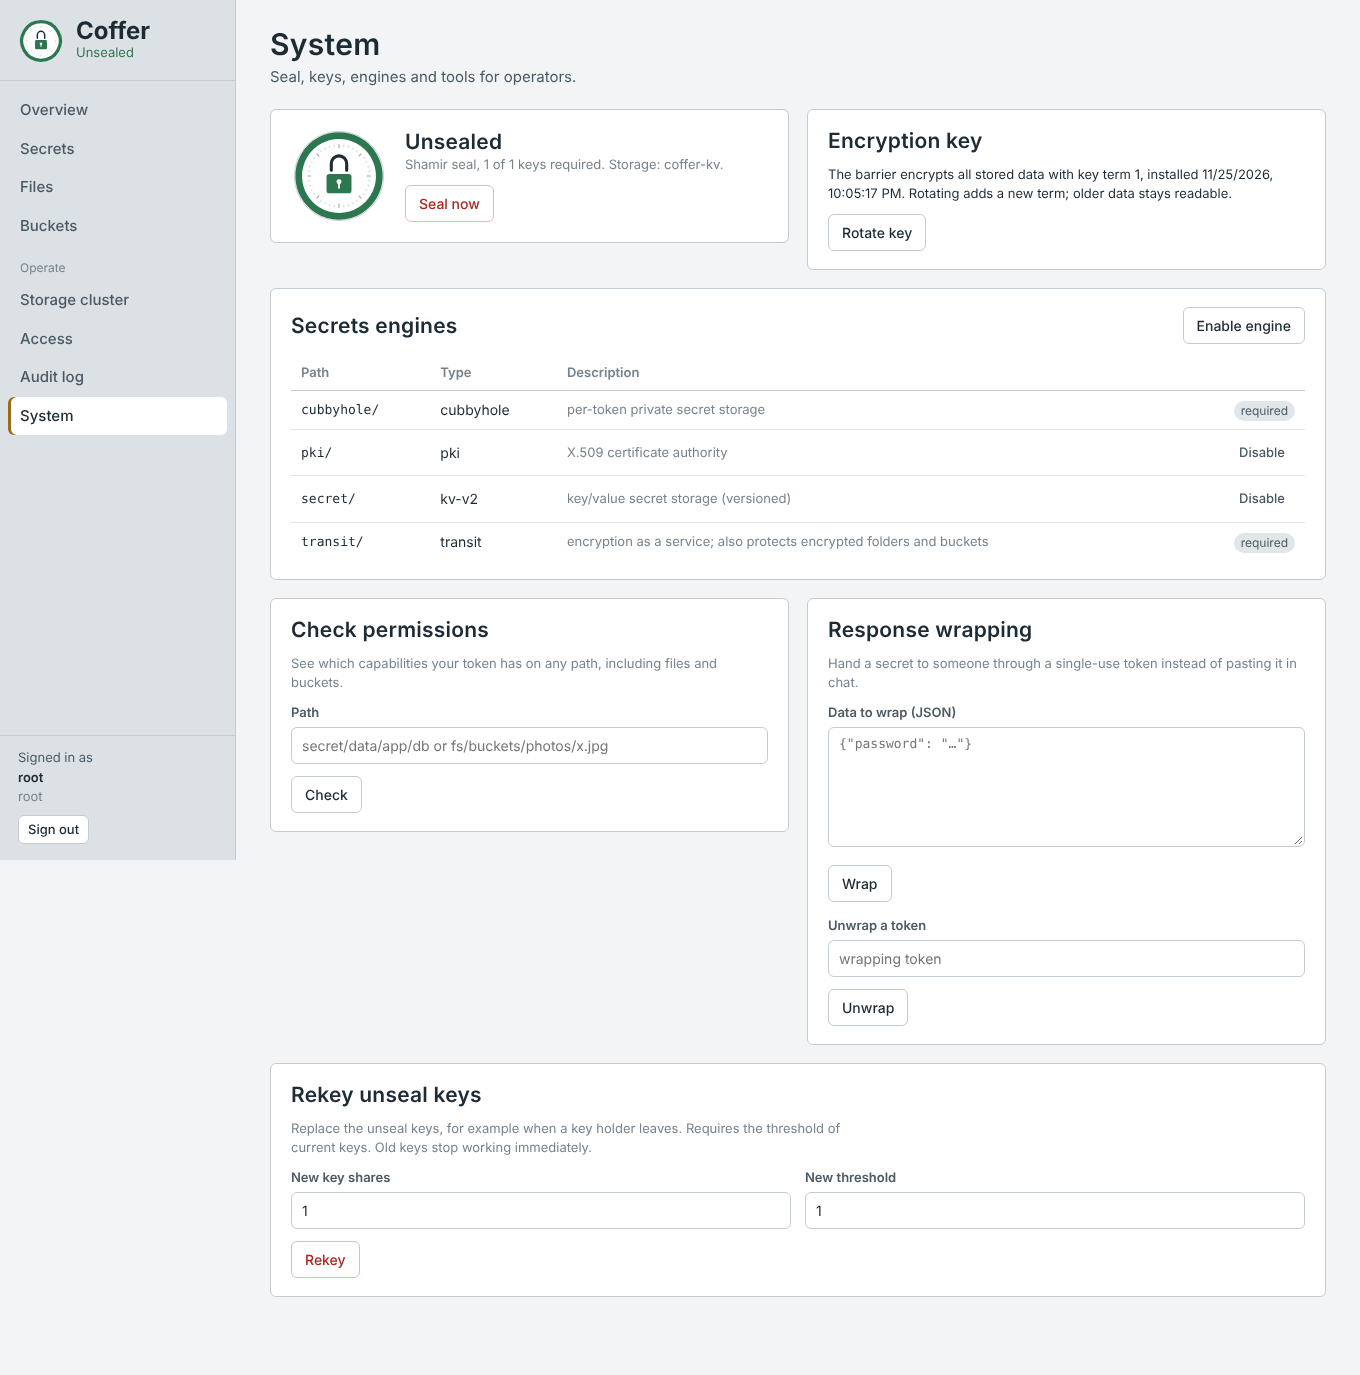 Coffer
Unsealed
Overview
Secrets
Files
Buckets
Operate
Storage cluster
Access
Audit log
System
Signed in as
root
root
Sign out
System
Seal, keys, engines and tools for operators.
Unsealed
Shamir seal, 1 of 1 keys required. Storage: coffer-kv.
Seal now
Encryption key
The barrier encrypts all stored data with key term 1, installed 11/25/2026,
10:05:17 PM. Rotating adds a new term; older data stays readable.
Rotate key
Secrets engines
Enable engine
Path Type Description
cubbyhole/ cubbyhole per-token private secret storage required
pki/ pki X.509 certificate authority Disable
secret/ kv-v2 key/value secret storage (versioned) Disable
transit/ transit encryption as a service; also protects encrypted folders and buckets required
Check permissions
See which capabilities your token has on any path, including files and
buckets.
Path
secret/data/app/db or fs/buckets/photos/x.jpg
Check
Response wrapping
Hand a secret to someone through a single-use token instead of pasting it in
chat.
Data to wrap (JSON)
{"password": "…"}
Wrap
Unwrap a token
wrapping token
Unwrap
Rekey unseal keys
Replace the unseal keys, for example when a key holder leaves. Requires the threshold of
current keys. Old keys stop working immediately.
New key shares
1
New threshold
1
Rekey